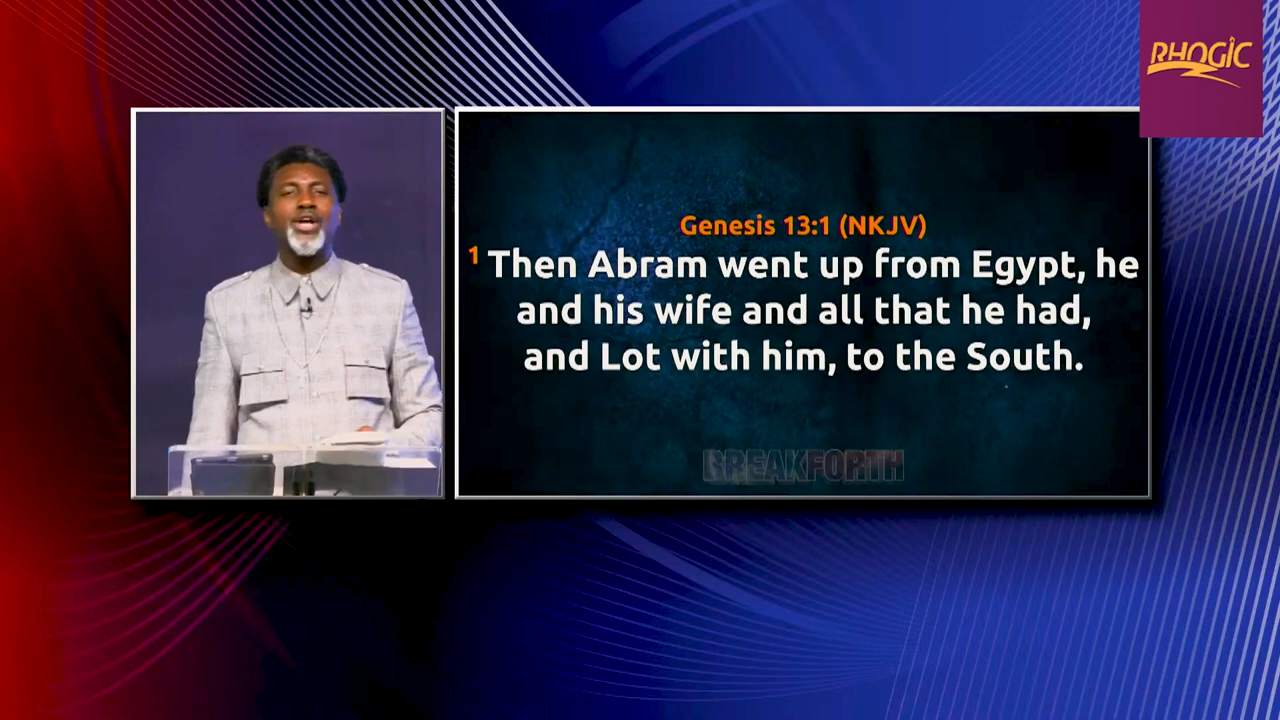 RHOGIC
Genesis 13:1 (NKJV)
1 Then Abram went up from Egypt, he
and his wife and all that he had,
and Lot with him, to the South.
BREAKFORTH